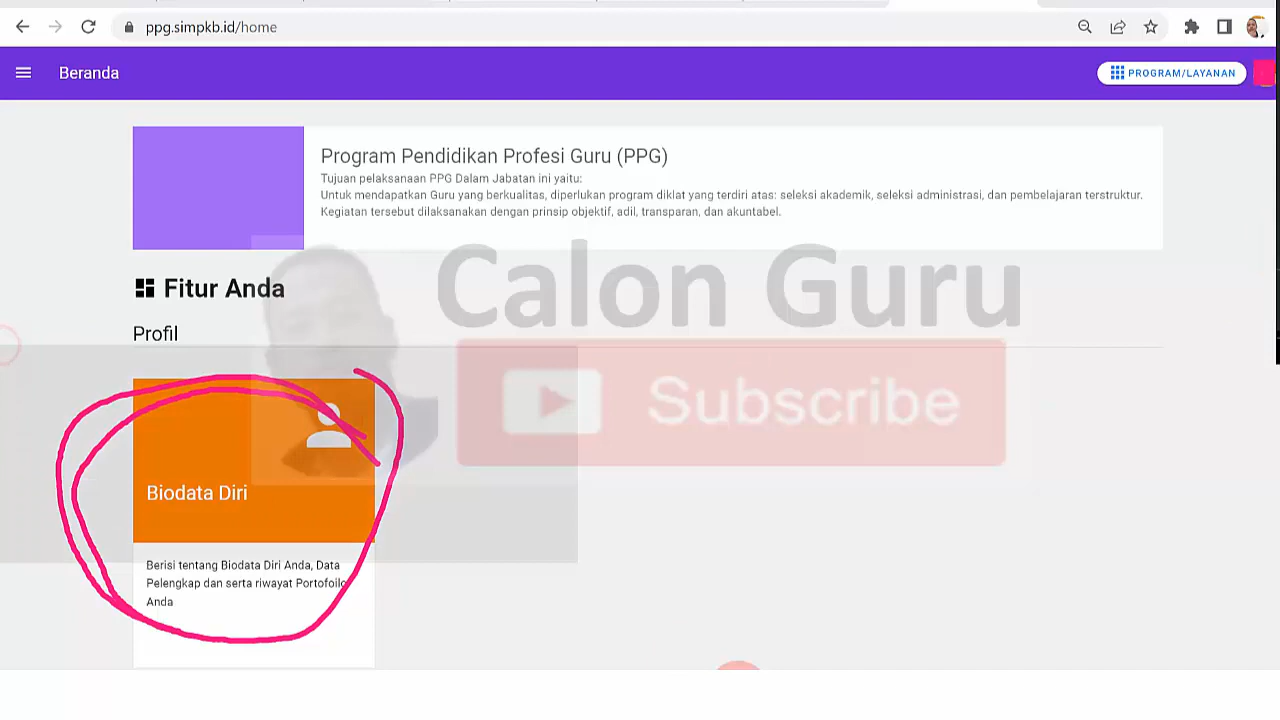 ppg.simpkb.id/home
Beranda
PROGRAM/LAYANAN
Program Pendidikan Profesi Guru (PPG)
Tujuan pelaksanaan PPG Dalam Jabatan ini yaitu:
Untuk mendapatkan Guru yang berkualitas, diperlukan program diklat yang terdiri atas: seleksi akademik, seleksi administrasi, dan pembelajaran terstruktur.
Kegiatan tersebut dilaksanakan dengan prinsip objektif, adil, transparan, dan akuntabel.
Calon Guru
Fitur Anda
Profil
Subscribe
Biodata Diri
Berisi tentang Biodata Diri Anda, Data
Pelengkap dan serta riwayat Portofoilo
Anda